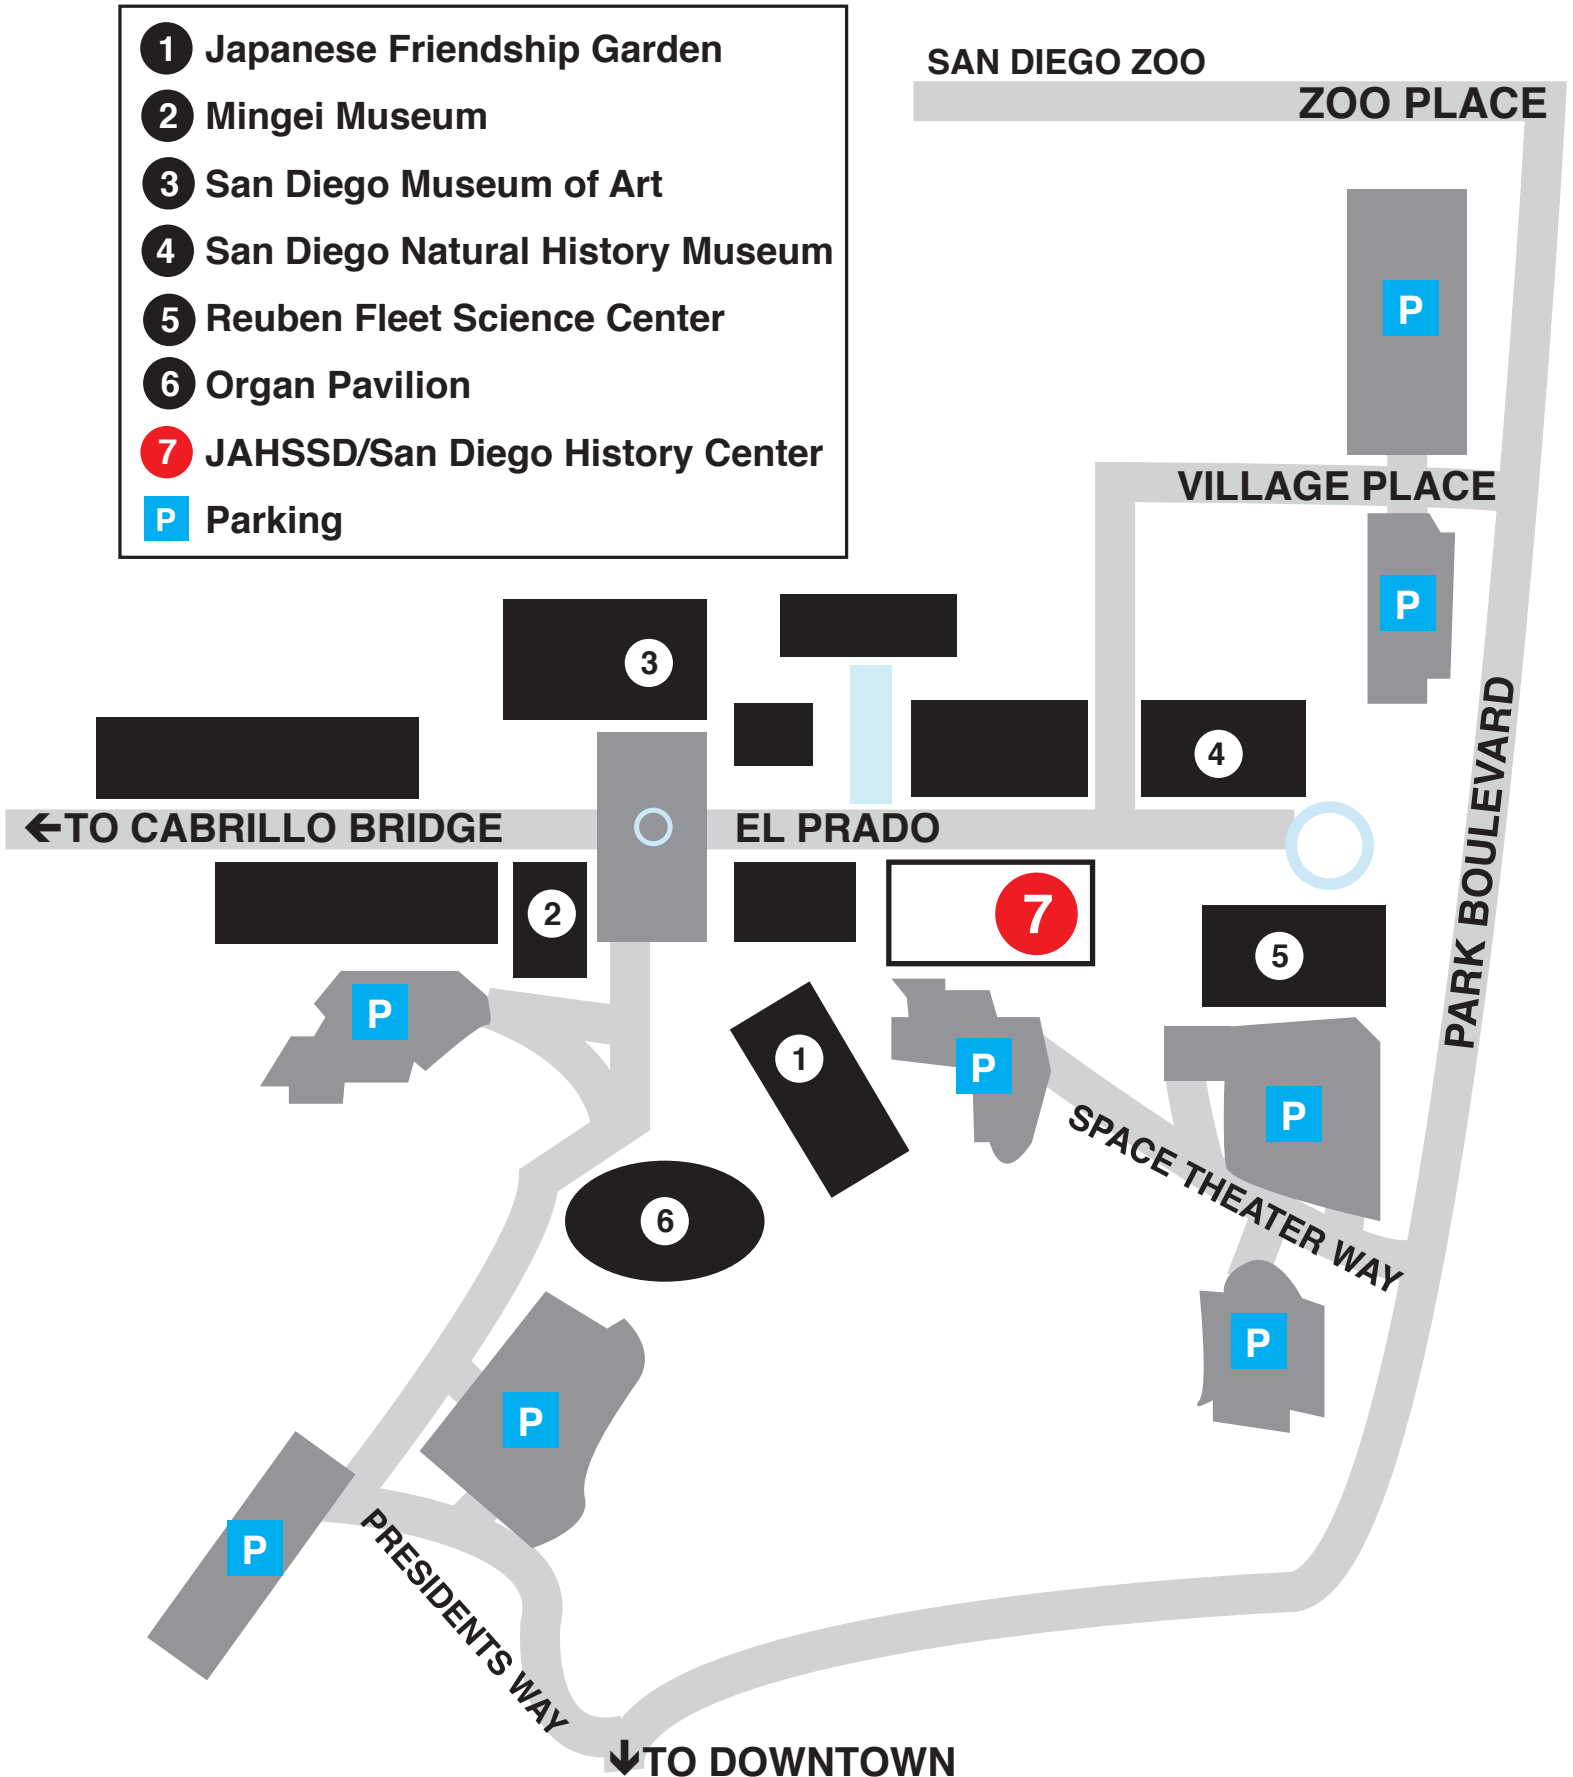 1 Japanese Friendship Garden
2 Mingei Museum
3 San Diego Museum of Art
4 San Diego Natural History Museum
5 Reuben Fleet Science Center
6 Organ Pavilion
7 JAHSSD/San Diego History Center
P Parking
SAN DIEGO ZOO
ZOO PLACE
P
VILLAGE PLACE
P
3
4
PARK BOULEVARD
←TO CABRILLO BRIDGE
EL PRADO
2
7
5
P
1
P
P
SPACE THEATER WAY
6
P
P
P
PRESIDENTS WAY
↓TO DOWNTOWN